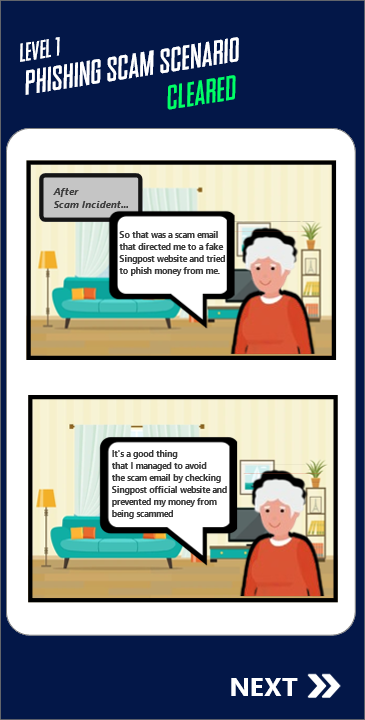 LEVEL 1
PHISHING SCAM SCENARIO
CLEARED
After
Scam Incident...
So that was a scam email
that directed me to a fake
Singpost website and tried
to phish money from me.
It's a good thing
that I managed to avoid
the scam email by checking
Singpost official website and
prevented my money from
being scammed
NEXT